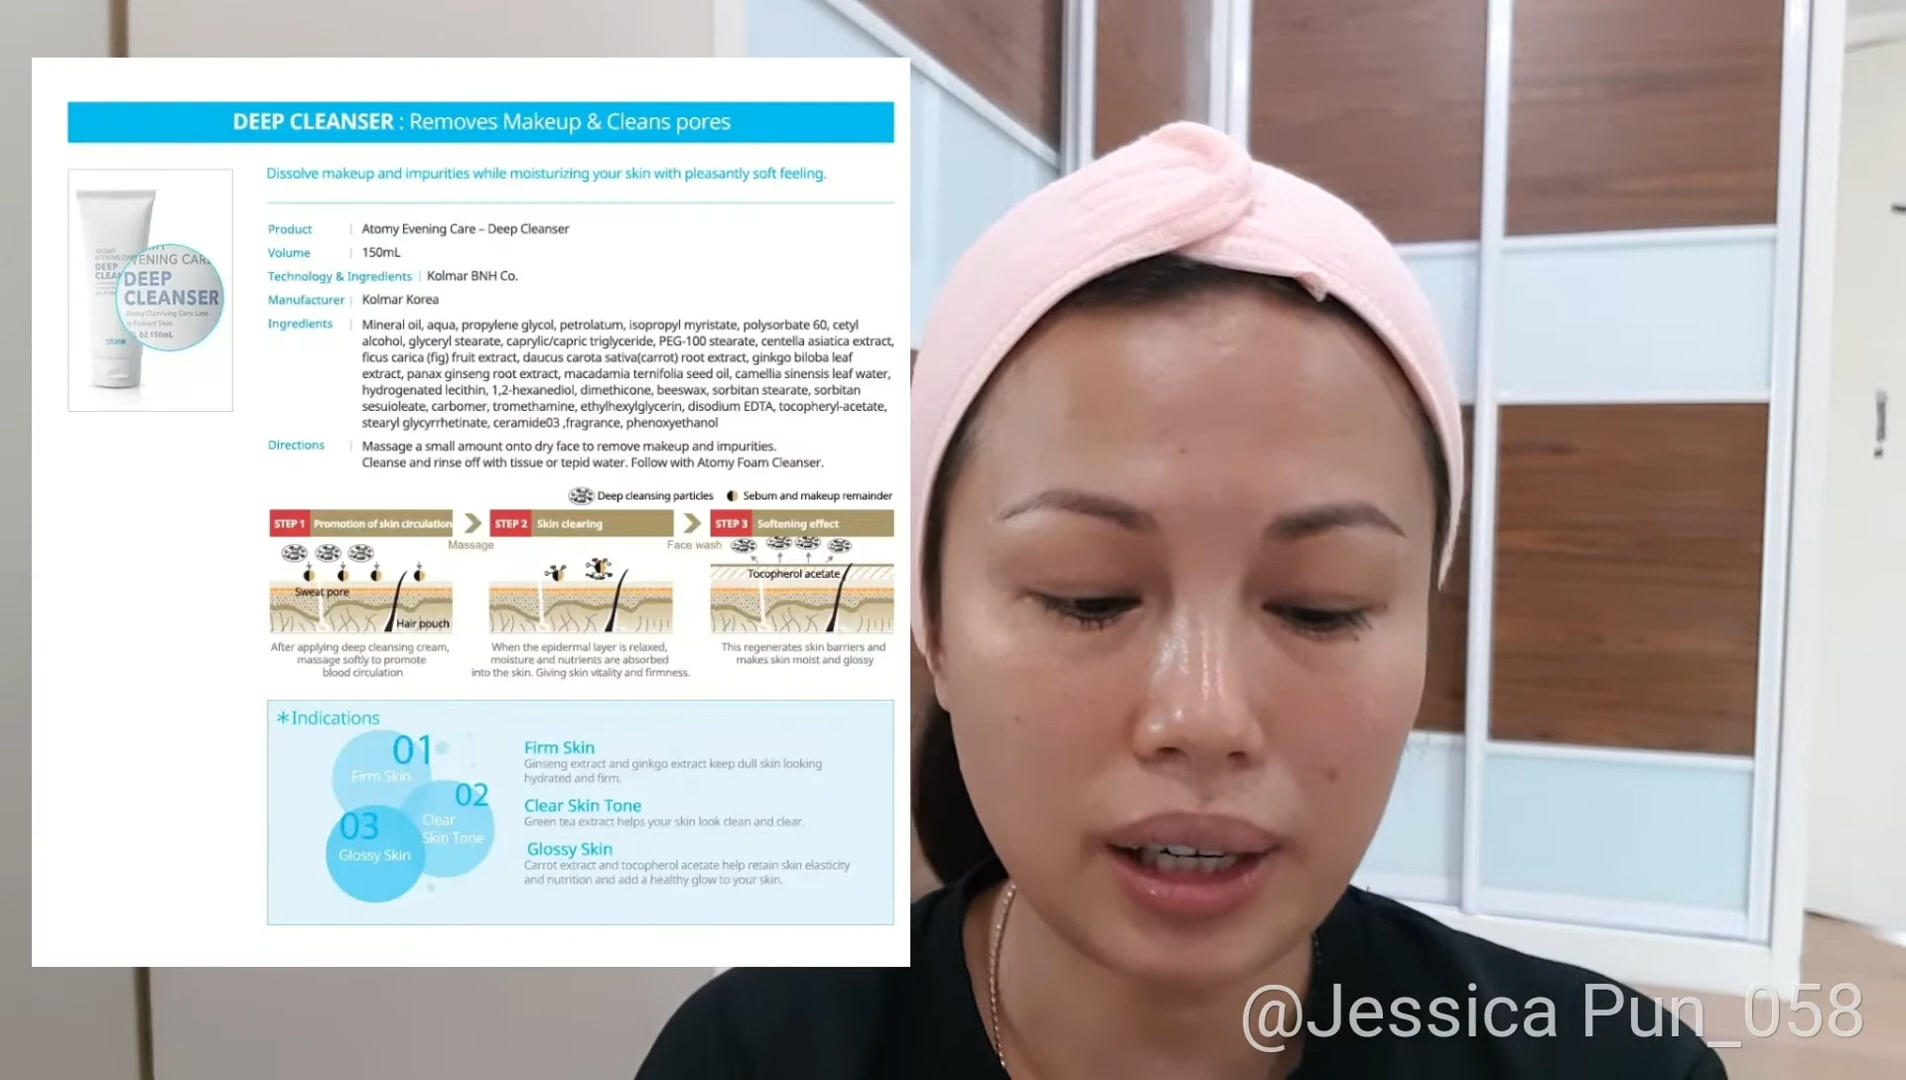 DEEP CLEANSER : Removes Makeup & Cleans pores
Dissolve makeup and impurities while moisturizing your skin with pleasantly soft feeling.
ATOMY
DEEP
EVENING CARE
DEEP
CLEANSER
Atomy Clarifying Care Line
OZ 150mL
Product | Atomy Evening Care – Deep Cleanser
Volume | 150mL
Technology & Ingredients | Kolmar BNH Co.
Manufacturer | Kolmar Korea
Ingredients | Mineral oil, aqua, propylene glycol, petrolatum, isopropyl myristate, polysorbate 60, cetyl
alcohol, glyceryl stearate, caprylic/capric triglyceride, PEG-100 stearate, centella asiatica extract,
ficus carica (fig) fruit extract, daucus carota sativa(carrot) root extract, ginkgo biloba leaf
extract, panax ginseng root extract, macadamia ternifolia seed oil, camellia sinensis leaf water,
hydrogenated lecithin, 1,2-hexanediol, dimethicone, beeswax, sorbitan stearate, sorbitan
sesuioleate, carbomer, tromethamine, ethylhexylglycerin, disodium EDTA, tocopheryl-acetate,
stearyl glycyrrhetinate, ceramide03 ,fragrance, phenoxyethanol
Directions | Massage a small amount onto dry face to remove makeup and impurities.
Cleanse and rinse off with tissue or tepid water. Follow with Atomy Foam Cleanser.
Deep cleansing particles
Sebum and makeup remainder
STEP 1 Promotion of skin circulation
Massage
STEP 2 Skin clearing
Face wash
STEP 3 Softening effect
Sweat pore
Hair pouch
Tocopherol acetate
After applying deep cleansing cream,
massage softly to promote
blood circulation
When the epidermal layer is relaxed,
moisture and nutrients are absorbed
into the skin. Giving skin vitality and firmness.
This regenerates skin barriers and
makes skin moist and glossy
*Indications
01
Firm Skin
02
Clear
Skin Tone
03
Glossy Skin
Firm Skin
Ginseng extract and ginkgo extract keep dull skin looking
hydrated and firm.
Clear Skin Tone
Green tea extract helps your skin look clean and clear.
Glossy Skin
Carrot extract and tocopherol acetate help retain skin elasticity
and nutrition and add a healthy glow to your skin.
@Jessica Pun_058